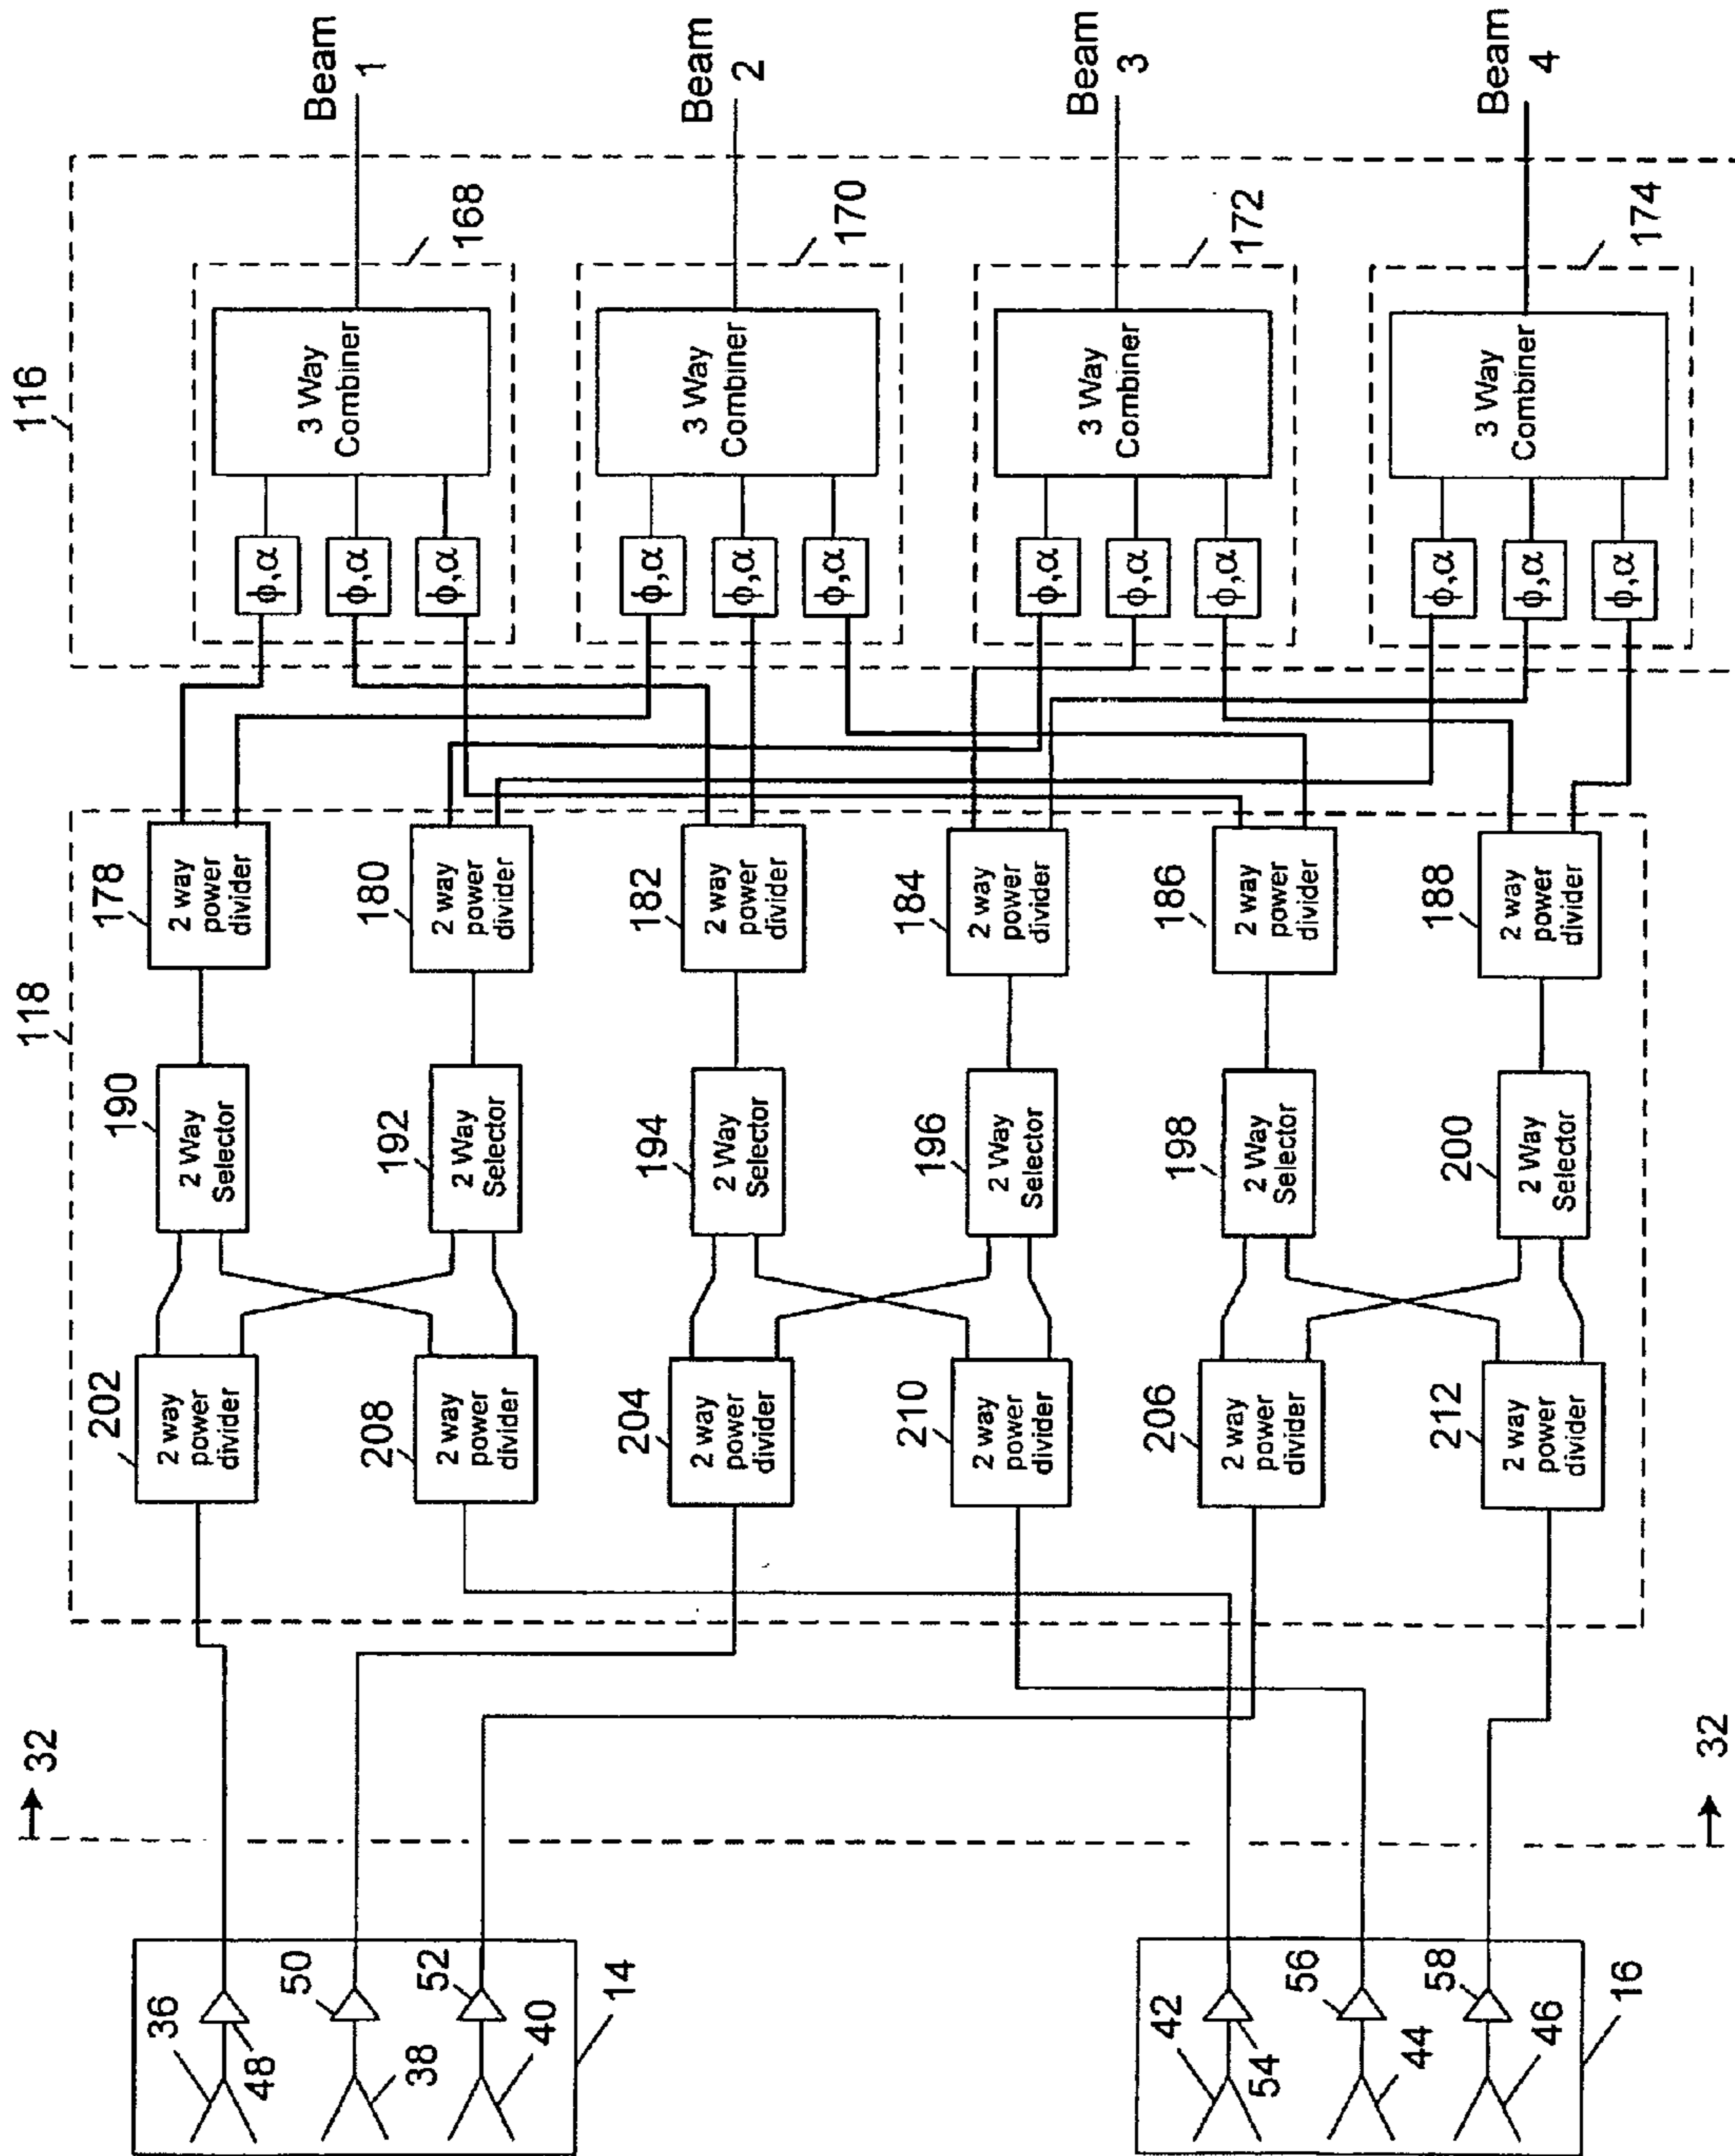 116
118
168
3 Way
Combiner
ϕ,α
ϕ,α
ϕ,α
Beam
1
170
3 Way
Combiner
ϕ,α
ϕ,α
ϕ,α
Beam
2
172
3 Way
Combiner
ϕ,α
ϕ,α
ϕ,α
Beam
3
174
3 Way
Combiner
ϕ,α
ϕ,α
ϕ,α
Beam
4
178
2 way
power
divider
180
2 way
power
divider
182
2 way
power
divider
184
2 way
power
divider
186
2 way
power
divider
188
2 way
power
divider
190
2 Way
Selector
192
2 Way
Selector
194
2 Way
Selector
196
2 Way
Selector
198
2 Way
Selector
200
2 Way
Selector
202
2 way
power
divider
208
2 way
power
divider
204
2 way
power
divider
210
2 way
power
divider
206
2 way
power
divider
212
2 way
power
divider
32
32
36
48
50
38
52
40
14
42
54
56
44
58
46
16